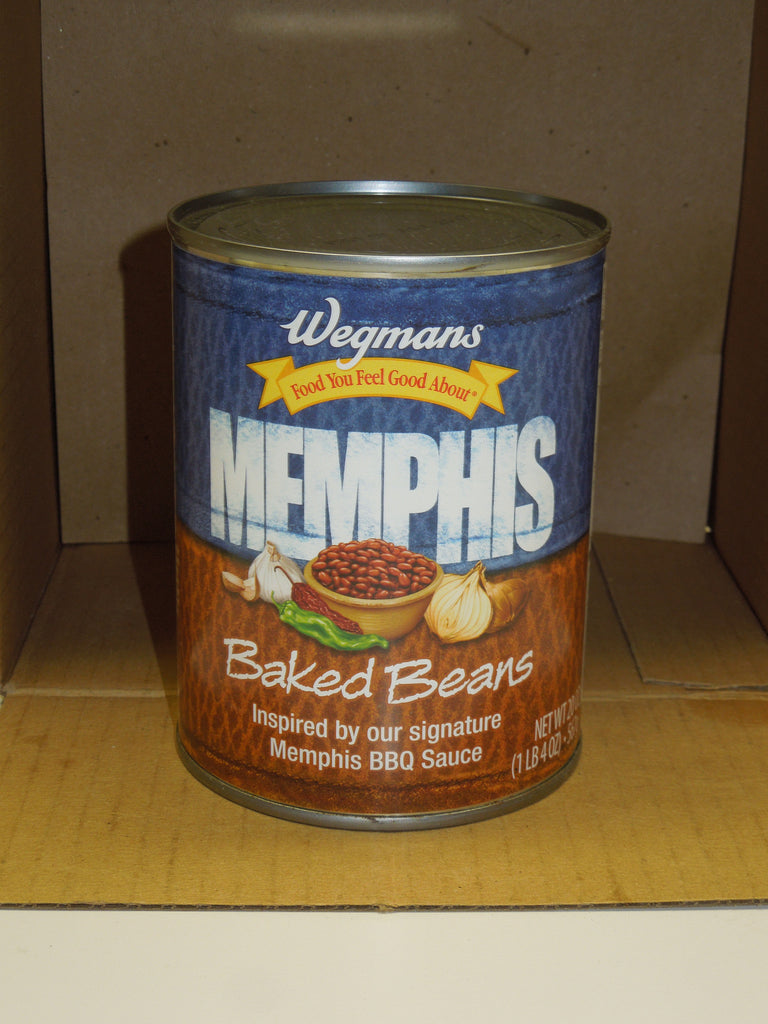 Wegmans
Food You Feel Good About®
MEMPHIS
Baked Beans
Inspired by our signature
Memphis BBQ Sauce
NET WT 20
(1 LB 4 OZ)